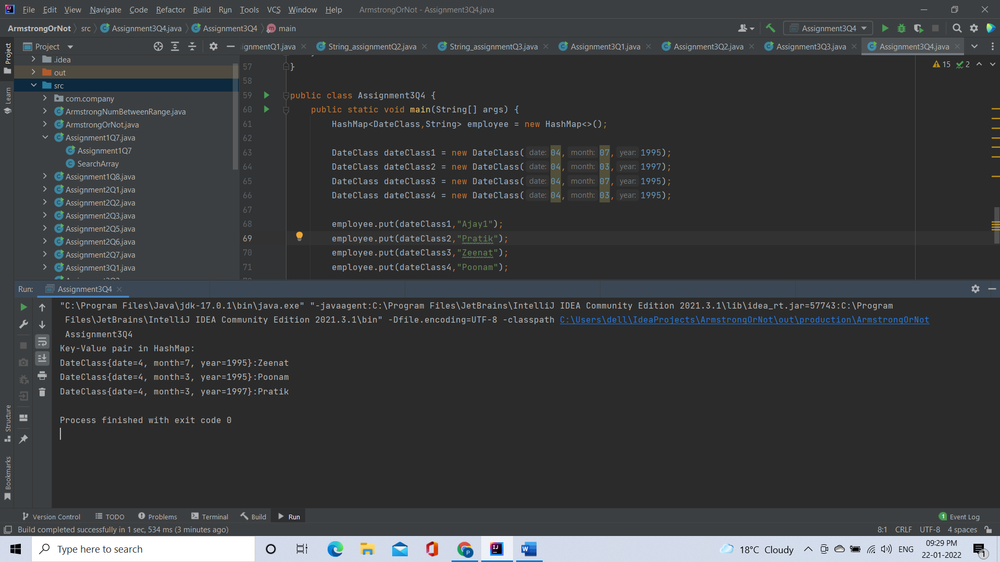 File Edit View Navigate Code Refactor Build Run Tools VCS Window Help ArmstrongOrNot - Assignment3Q4.java
ArmstrongOrNot src Assignment3Q4.java Assignment3Q4 main Assignment3Q4
Project ignmentQ1.java String_assignmentQ2.java String_assignmentQ3.java Assignment3Q1.java Assignment3Q2.java Assignment3Q3.java Assignment3Q4.java
Project
Learn
Structure
Bookmarks
.idea
out
src
com.company
ArmstrongNumBetweenRange.java
ArmstrongOrNot.java
Assignment1Q7.java
Assignment1Q7
SearchArray
Assignment1Q8.java
Assignment2Q1.java
Assignment2Q2.java
Assignment2Q3.java
Assignment2Q5.java
Assignment2Q6.java
Assignment2Q7.java
Assignment3Q1.java
15 2
57 }
58
59 public class Assignment3Q4 {
60 public static void main(String[] args) {
61 HashMap<DateClass,String> employee = new HashMap<>();
62
63 DateClass dateClass1 = new DateClass( date: 04, month: 07, year: 1995);
64 DateClass dateClass2 = new DateClass( date: 04, month: 03, year: 1997);
65 DateClass dateClass3 = new DateClass( date: 04, month: 07, year: 1995);
66 DateClass dateClass4 = new DateClass( date: 04, month: 03, year: 1995);
67
68 employee.put(dateClass1,"Ajay1");
69 employee.put(dateClass2,"Pratik");
70 employee.put(dateClass3,"Zeenat");
71 employee.put(dateClass4,"Poonam");
Run: Assignment3Q4
"C:\Program Files\Java\jdk-17.0.1\bin\java.exe" "-javaagent:C:\Program Files\JetBrains\IntelliJ IDEA Community Edition 2021.3.1\lib\idea_rt.jar=57743:C:\Program
Files\JetBrains\IntelliJ IDEA Community Edition 2021.3.1\bin" -Dfile.encoding=UTF-8 -classpath C:\Users\dell\IdeaProjects\ArmstrongOrNot\out\production\ArmstrongOrNot
Assignment3Q4
Key-Value pair in HashMap:
DateClass{date=4, month=7, year=1995}:Zeenat
DateClass{date=4, month=3, year=1995}:Poonam
DateClass{date=4, month=3, year=1997}:Pratik
Process finished with exit code 0
Version Control TODO Problems Terminal Build Run 1 Event Log
Build completed successfully in 1 sec, 534 ms (3 minutes ago) 8:1 CRLF UTF-8 4 spaces
Type here to search 18°C Cloudy ENG 09:29 PM
22-01-2022 1